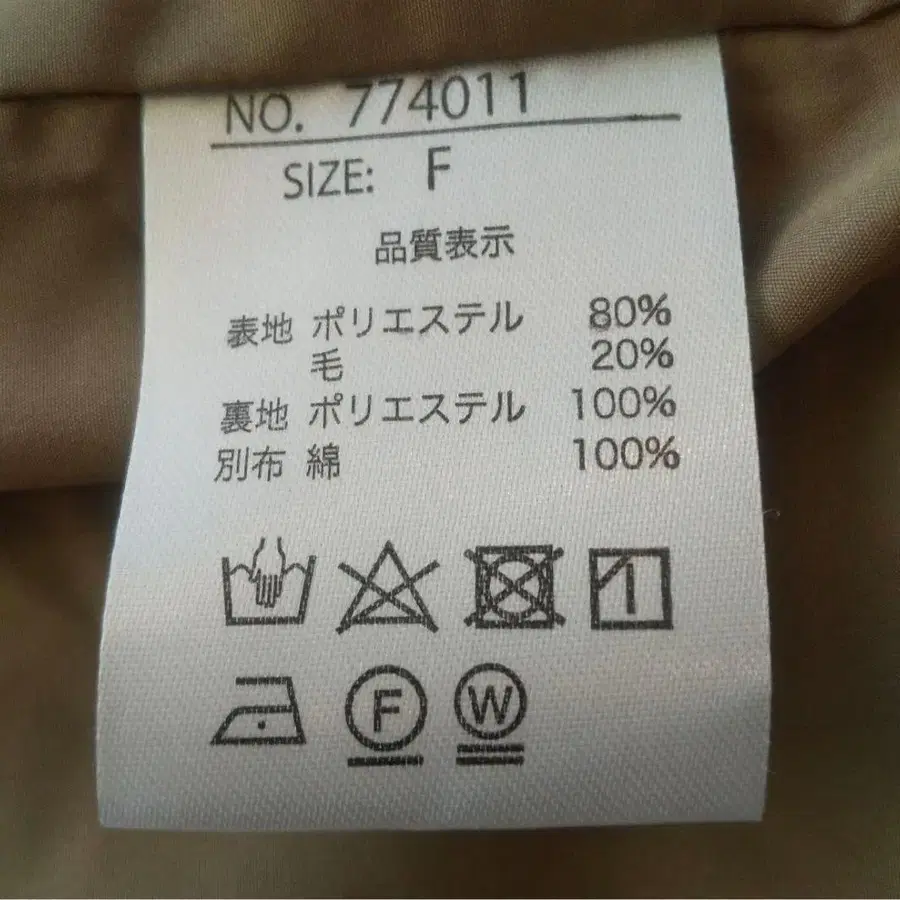 NO. 774011
SIZE: F
品質表示
表地 ポリエステル 80%
毛 20%
裏地 ポリエステル 100%
別布 綿 100%
F W